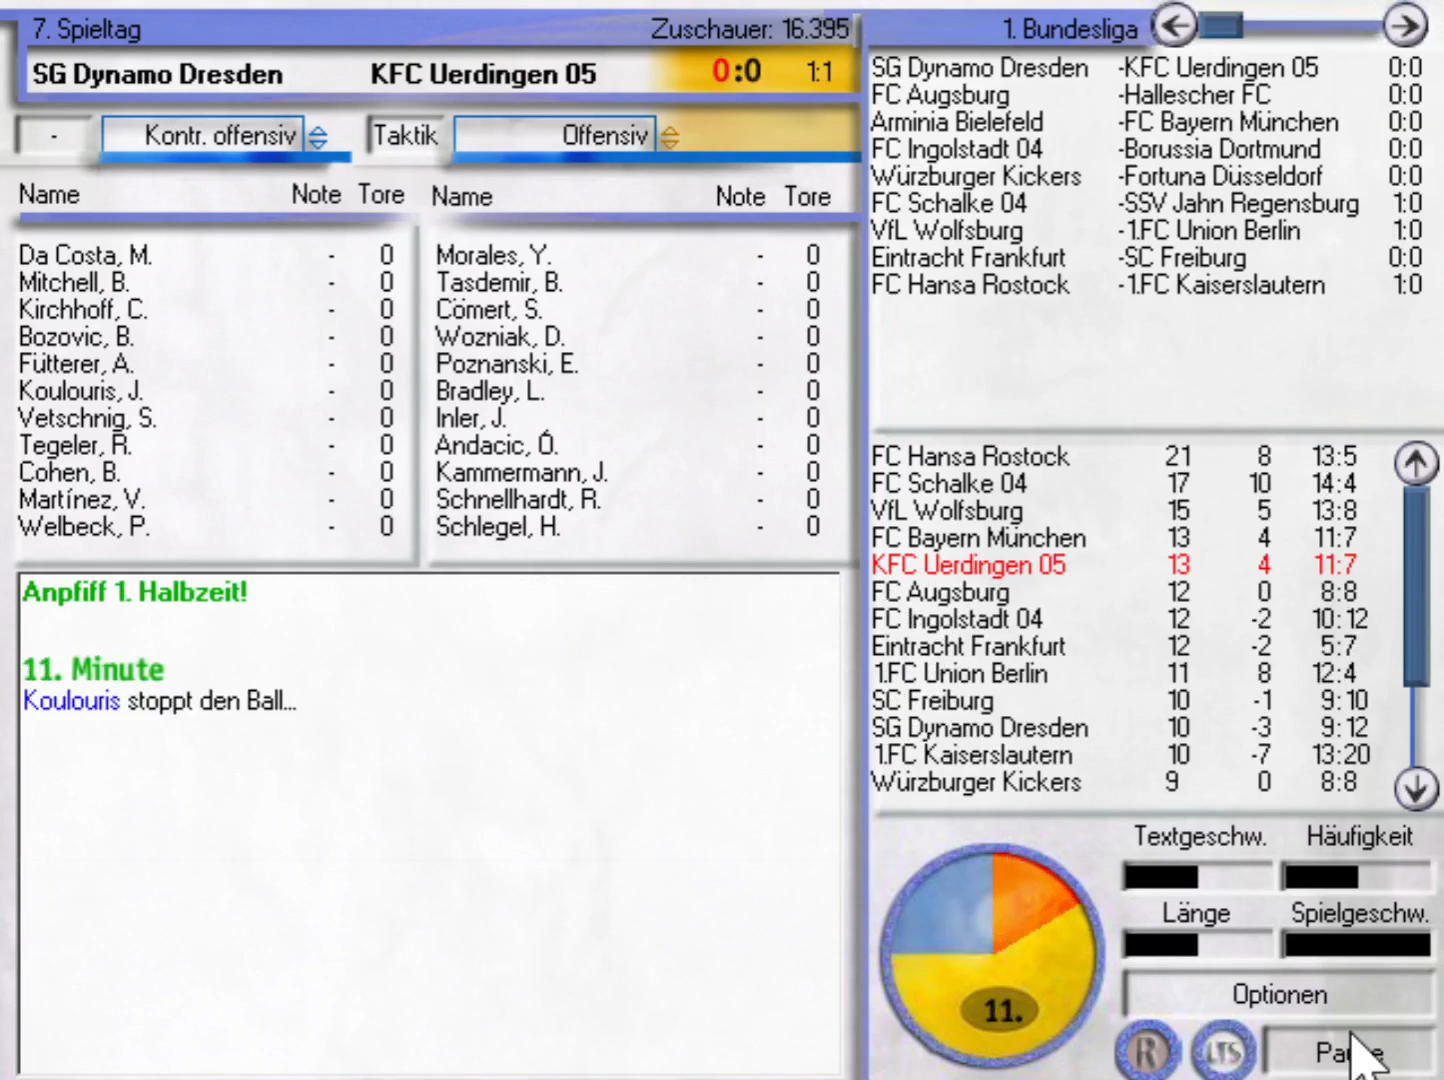 7. Spieltag Zuschauer: 16.395
SG Dynamo Dresden KFC Uerdingen 05 0:0 1:1
- Kontr. offensiv Taktik Offensiv
Name Note Tore Name Note Tore
Da Costa, M. - 0 Morales, Y. - 0
Mitchell, B. - 0 Tasdemir, B. - 0
Kirchhoff, C. - 0 Cömert, S. - 0
Bozovic, B. - 0 Wozniak, D. - 0
Fütterer, A. - 0 Poznanski, E. - 0
Koulouris, J. - 0 Bradley, L. - 0
Vetschnig, S. - 0 Inler, J. - 0
Tegeler, R. - 0 Andacic, Ó. - 0
Cohen, B. - 0 Kammermann, J. - 0
Martínez, V. - 0 Schnellhardt, R. - 0
Welbeck, P. - 0 Schlegel, H. - 0
Anpfiff 1. Halbzeit!
11. Minute
Koulouris stoppt den Ball...
1. Bundesliga
SG Dynamo Dresden -KFC Uerdingen 05 0:0
FC Augsburg -Hallescher FC 0:0
Arminia Bielefeld -FC Bayern München 0:0
FC Ingolstadt 04 -Borussia Dortmund 0:0
Würzburger Kickers -Fortuna Düsseldorf 0:0
FC Schalke 04 -SSV Jahn Regensburg 1:0
VfL Wolfsburg -1.FC Union Berlin 1:0
Eintracht Frankfurt -SC Freiburg 0:0
FC Hansa Rostock -1.FC Kaiserslautern 1:0
FC Hansa Rostock 21 8 13:5
FC Schalke 04 17 10 14:4
VfL Wolfsburg 15 5 13:8
FC Bayern München 13 4 11:7
KFC Uerdingen 05 13 4 11:7
FC Augsburg 12 0 8:8
FC Ingolstadt 04 12 -2 10:12
Eintracht Frankfurt 12 -2 5:7
1.FC Union Berlin 11 8 12:4
SC Freiburg 10 -1 9:10
SG Dynamo Dresden 10 -3 9:12
1.FC Kaiserslautern 10 -7 13:20
Würzburger Kickers 9 0 8:8
Textgeschw. Häufigkeit
Länge Spielgeschw.
11.
Optionen
R LTS Pause